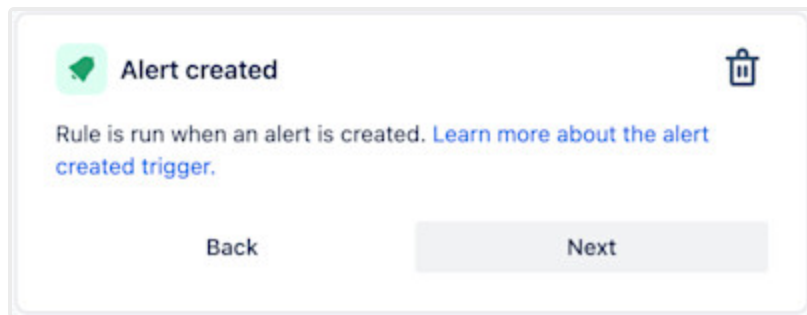 Alert created
Rule is run when an alert is created. Learn more about the alert
created trigger.
Back
Next